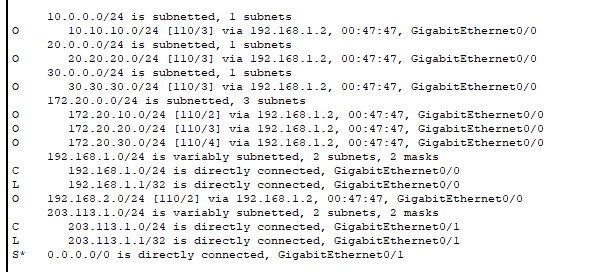 10.0.0.0/24 is subnetted, 1 subnets
O 10.10.10.0/24 [110/3] via 192.168.1.2, 00:47:47, GigabitEthernet0/0
20.0.0.0/24 is subnetted, 1 subnets
O 20.20.20.0/24 [110/3] via 192.168.1.2, 00:47:47, GigabitEthernet0/0
30.0.0.0/24 is subnetted, 1 subnets
O 30.30.30.0/24 [110/3] via 192.168.1.2, 00:47:47, GigabitEthernet0/0
172.20.0.0/24 is subnetted, 3 subnets
O 172.20.10.0/24 [110/2] via 192.168.1.2, 00:47:47, GigabitEthernet0/0
O 172.20.20.0/24 [110/3] via 192.168.1.2, 00:47:47, GigabitEthernet0/0
O 172.20.30.0/24 [110/4] via 192.168.1.2, 00:47:47, GigabitEthernet0/0
192.168.1.0/24 is variably subnetted, 2 subnets, 2 masks
C 192.168.1.0/24 is directly connected, GigabitEthernet0/0
L 192.168.1.1/32 is directly connected, GigabitEthernet0/0
O 192.168.2.0/24 [110/2] via 192.168.1.2, 00:47:47, GigabitEthernet0/0
203.113.1.0/24 is variably subnetted, 2 subnets, 2 masks
C 203.113.1.0/24 is directly connected, GigabitEthernet0/1
L 203.113.1.1/32 is directly connected, GigabitEthernet0/1
S* 0.0.0.0/0 is directly connected, GigabitEthernet0/1